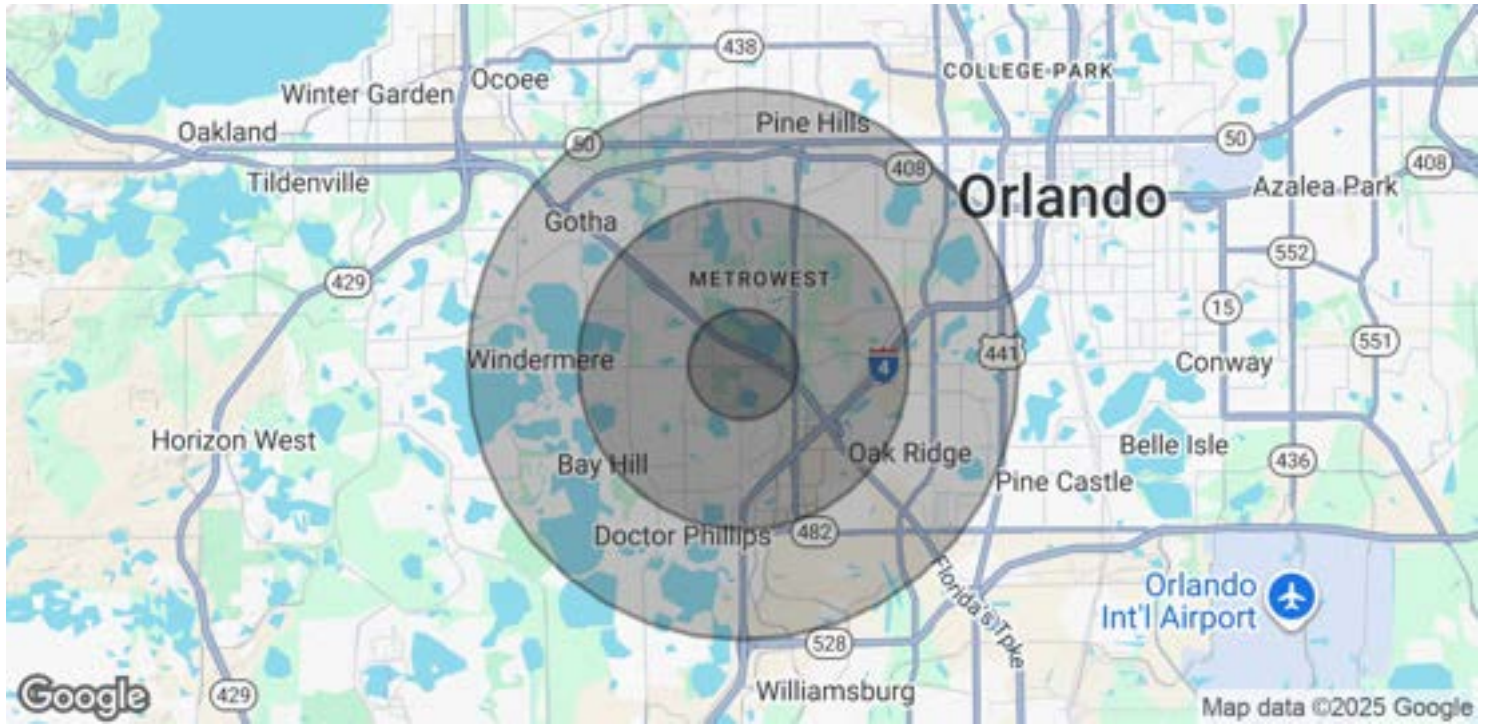 438
COLLEGE PARK
Ocoee
Winter Garden
Pine Hills
Oakland
50
50
408
408
Tildenville
Orlando
Azalea Park
Gotha
552
METROWEST
429
15
441
551
Windermere
4
Conway
Horizon West
Belle Isle
Oak Ridge
436
Bay Hill
Pine Castle
Doctor Phillips
482
Florida's Tpke
Orlando
Int'l Airport
528
Williamsburg
429
Google
Map data ©2025 Google